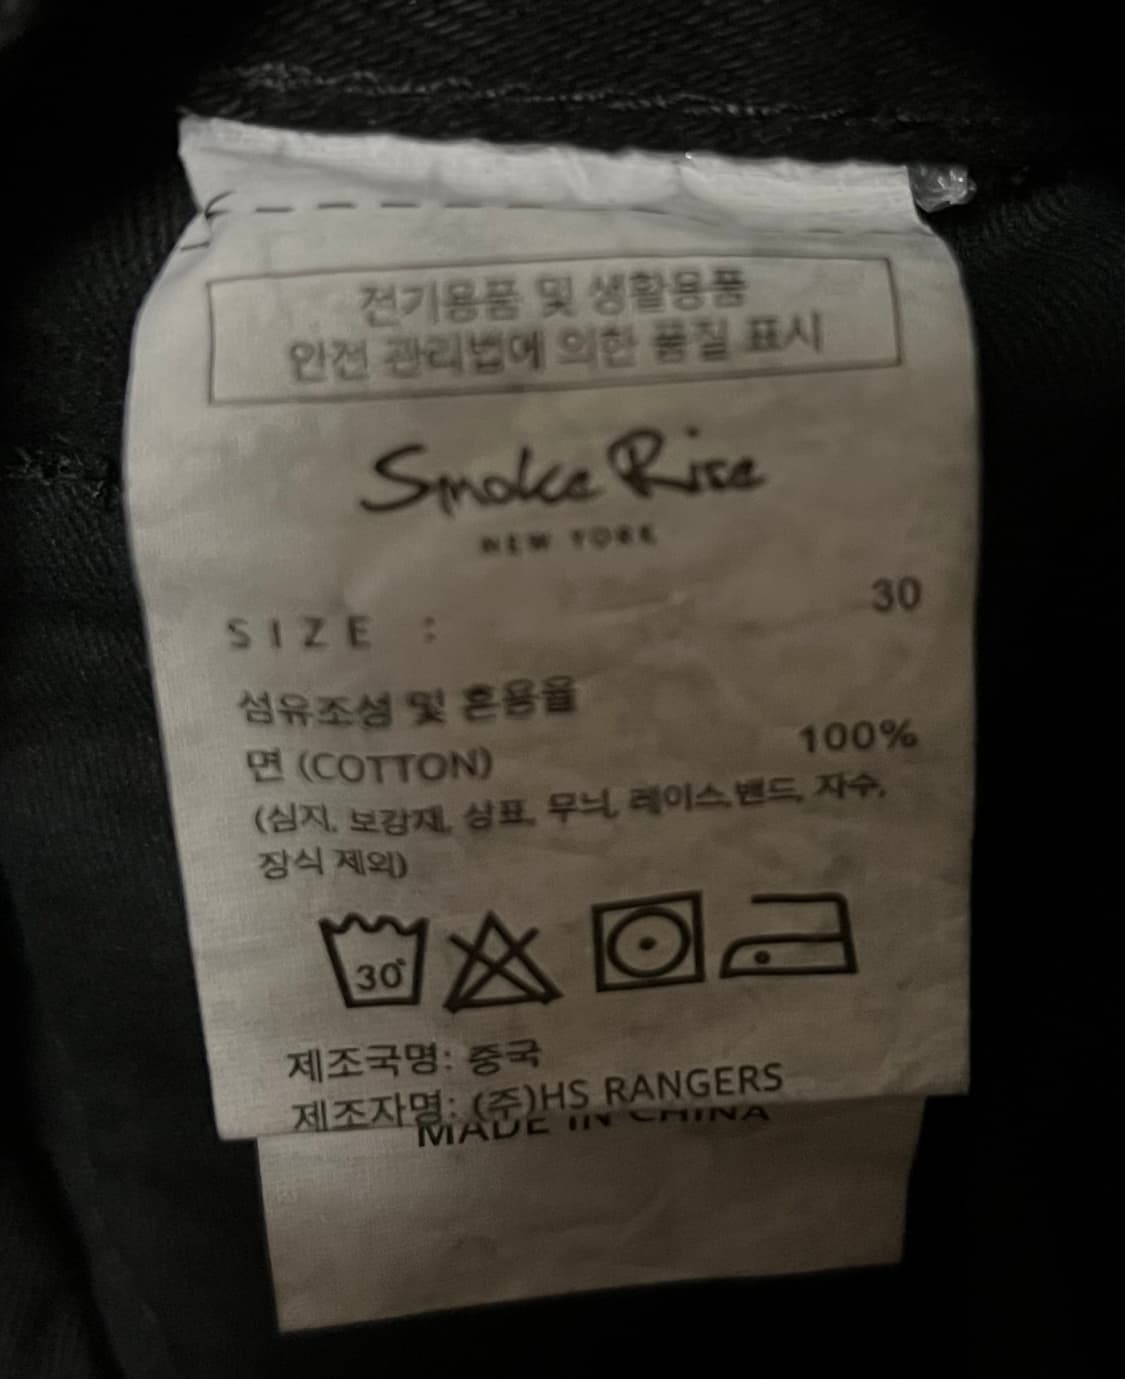 전기용품 및 생활용품
안전 관리법에 의한 품질 표시
Smoke Rise
NEW YORK
SIZE : 30
섬유조성 및 혼용율
면 (COTTON) 100%
(심지, 보강재, 상표, 무늬, 레이스,밴드, 자수,
장식 제외)
30°
제조국명: 중국
제조자명: (주)HS RANGERS
MADE IN CHINA